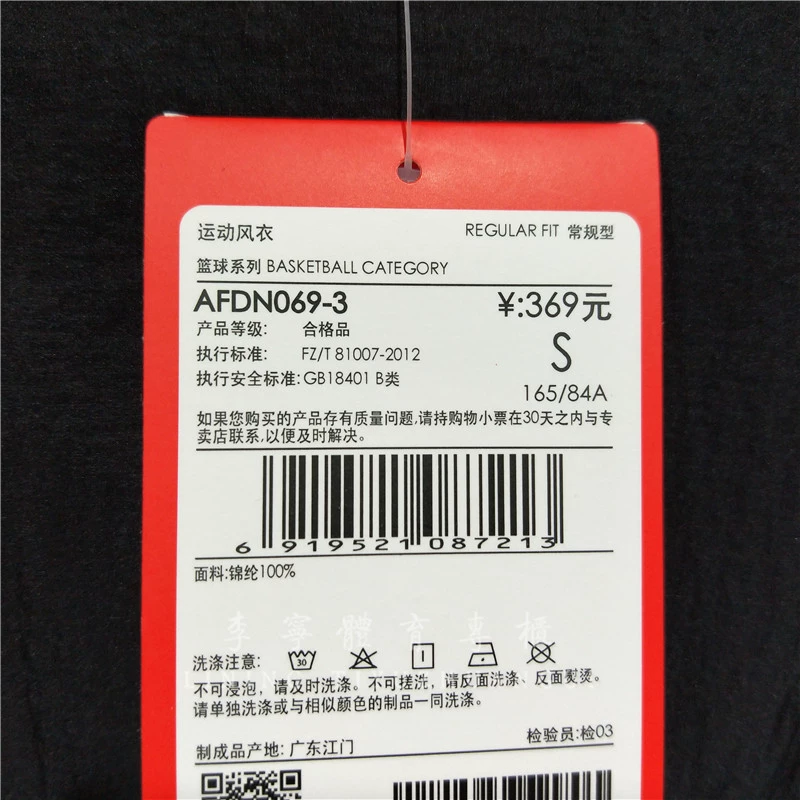 运动风衣 REGULAR FIT 常规型
篮球系列 BASKETBALL CATEGORY
AFDN069-3 ¥:369元
产品等级: 合格品
执行标准: FZ/T 81007-2012 S
执行安全标准:GB18401 B类 165/84A
如果您购买的产品存有质量问题,请持购物小票在30天之内与专
卖店联系,以便及时解决。
6 919521 087213
面料:锦纶100%
李寧體育專櫃
洗涤注意: 30
不可浸泡，请及时洗涤。不可搓洗，请反面洗涤、反面熨烫。
请单独洗涤或与相似颜色的制品一同洗涤。
制成品产地: 广东江门 检验员:检03